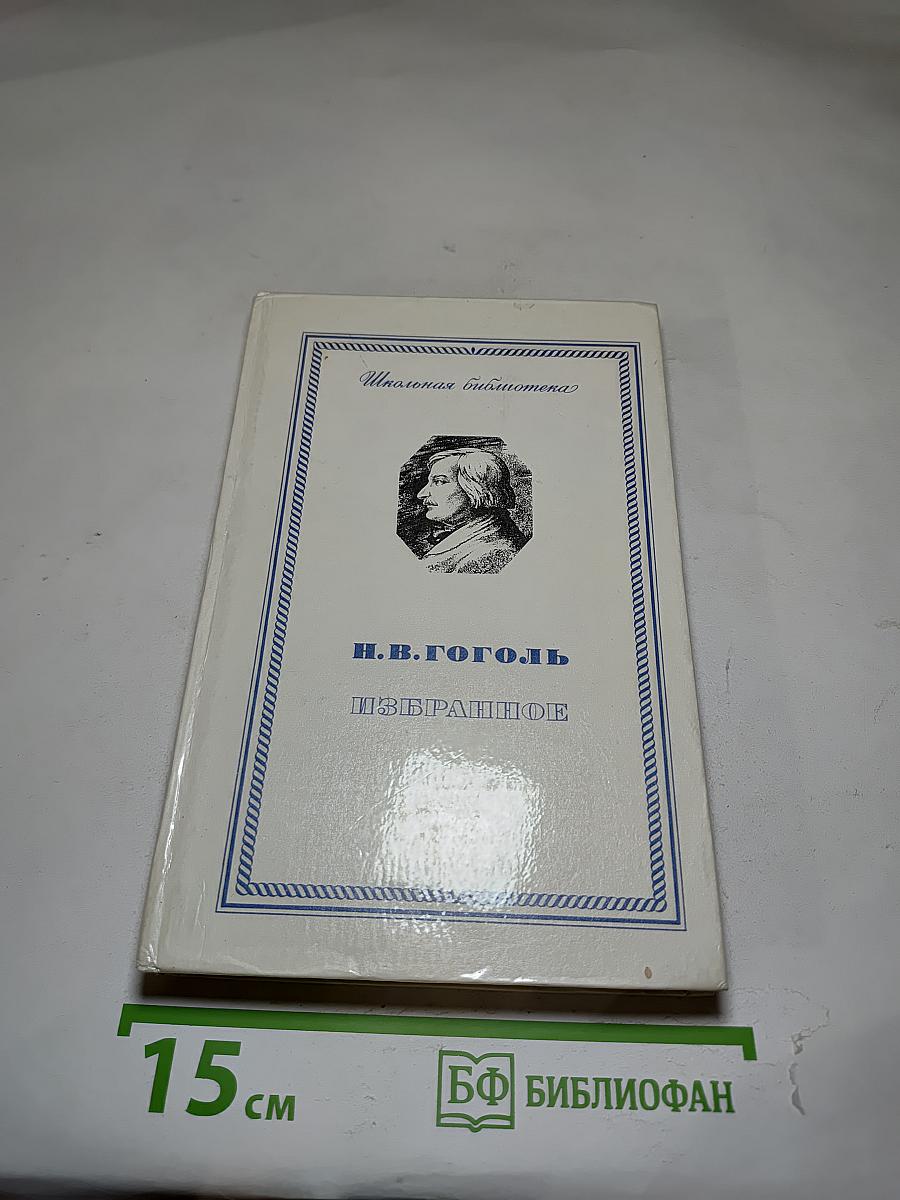 Школьная библиотека
Н.В.ГОГОЛЬ
ИЗБРАННОЕ
15 см
БФ БИБЛИОФАН